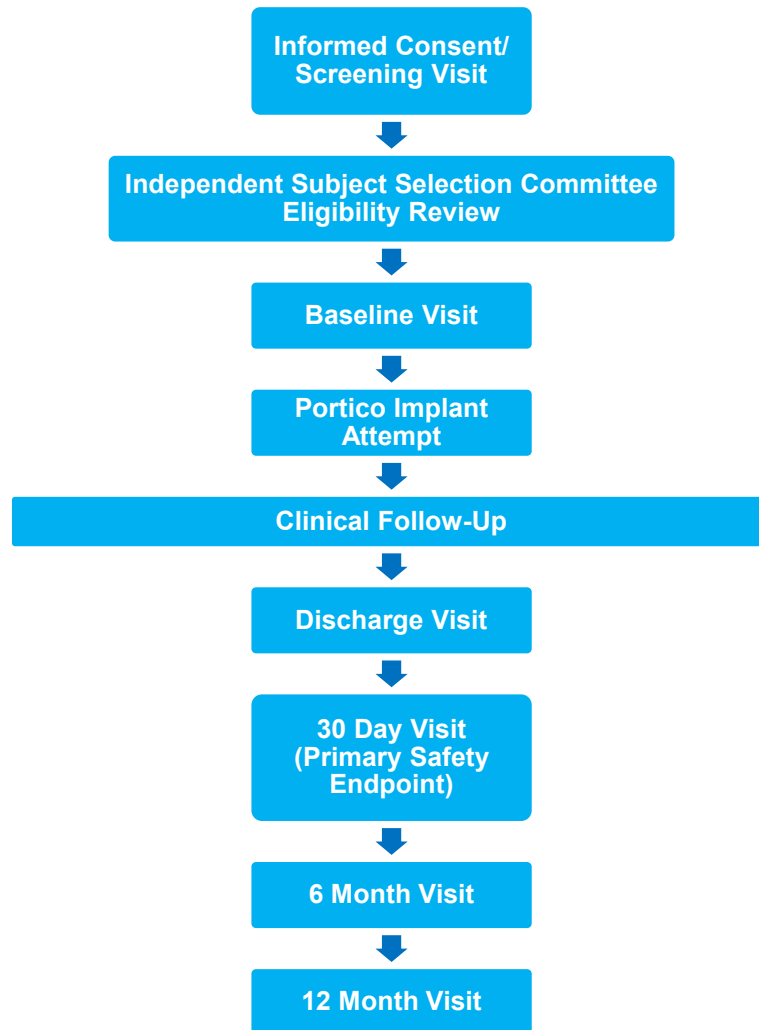 Informed Consent/
Screening Visit
Independent Subject Selection Committee
Eligibility Review
Baseline Visit
Portico Implant
Attempt
Clinical Follow-Up
Discharge Visit
30 Day Visit
(Primary Safety
Endpoint)
6 Month Visit
12 Month Visit